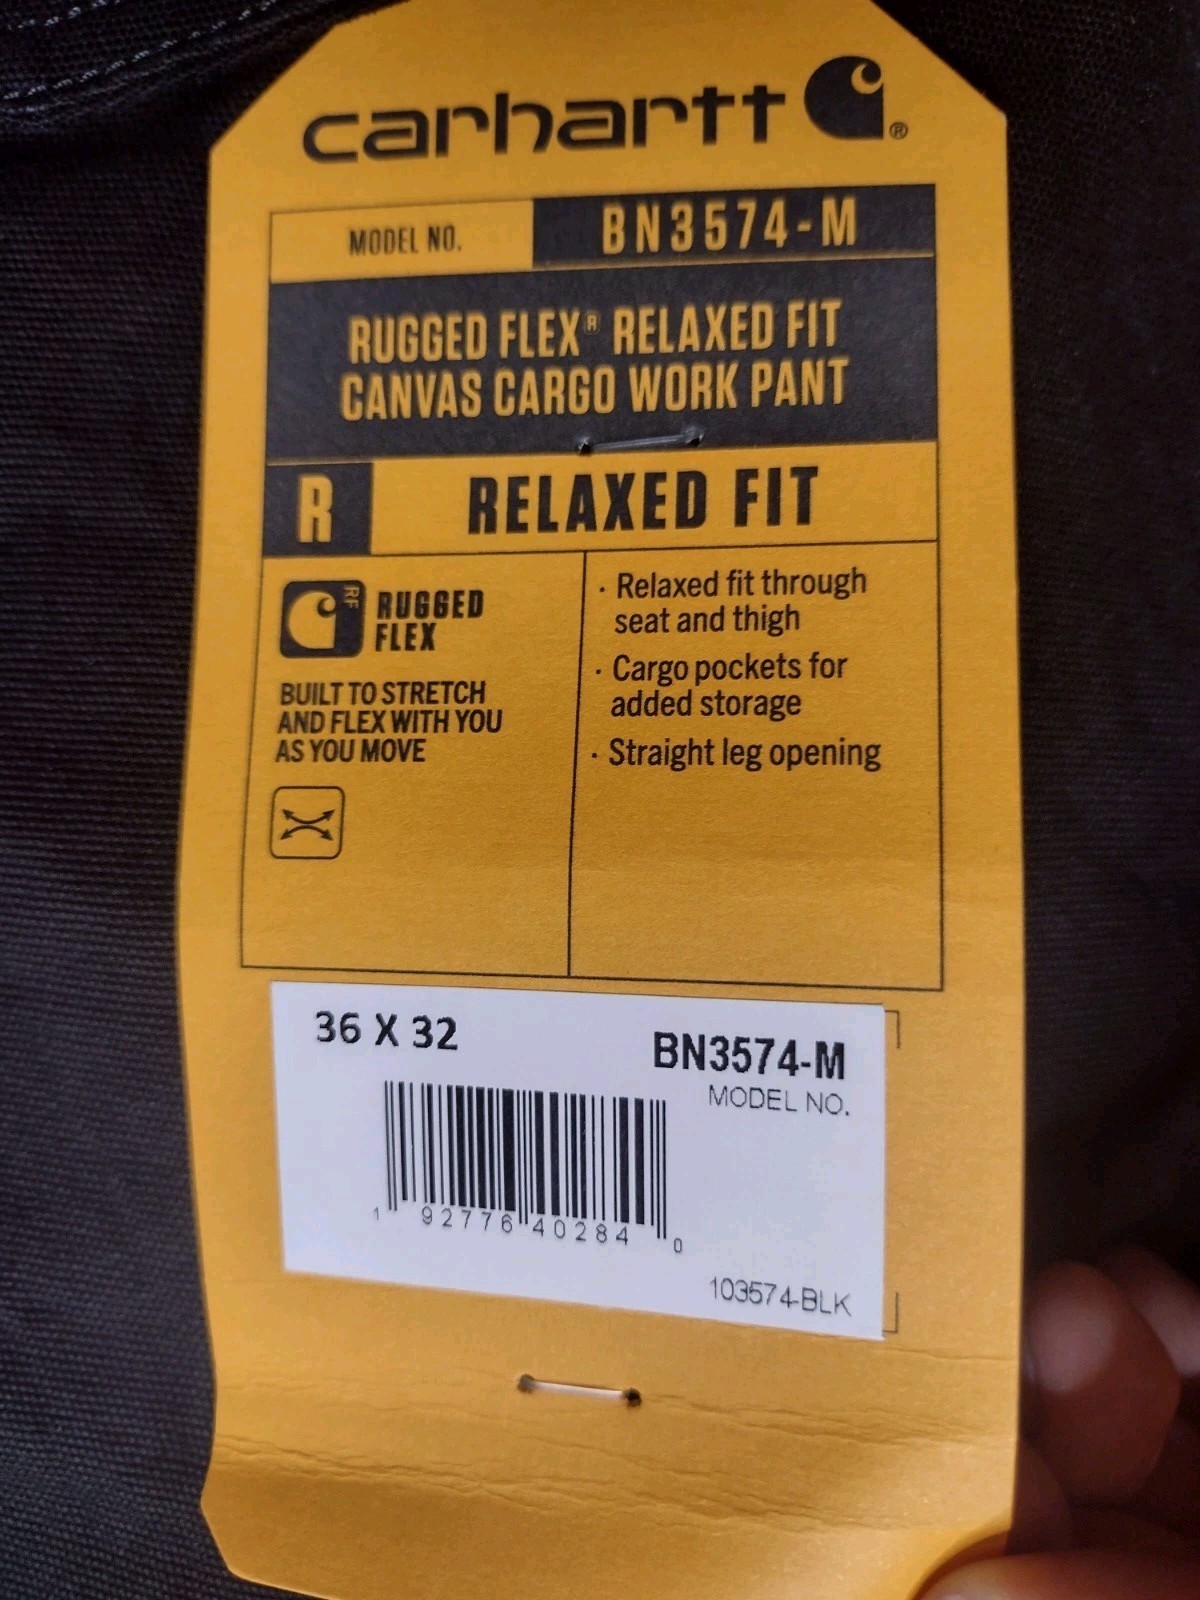 carhartt ®
MODEL NO. BN3574-M
RUGGED FLEX® RELAXED FIT
CANVAS CARGO WORK PANT
R RELAXED FIT
RF
RUGGED
FLEX
BUILT TO STRETCH
AND FLEX WITH YOU
AS YOU MOVE
· Relaxed fit through
seat and thigh
· Cargo pockets for
added storage
· Straight leg opening
36 X 32
BN3574-M
MODEL NO.
1 92776 40284 0
103574-BLK